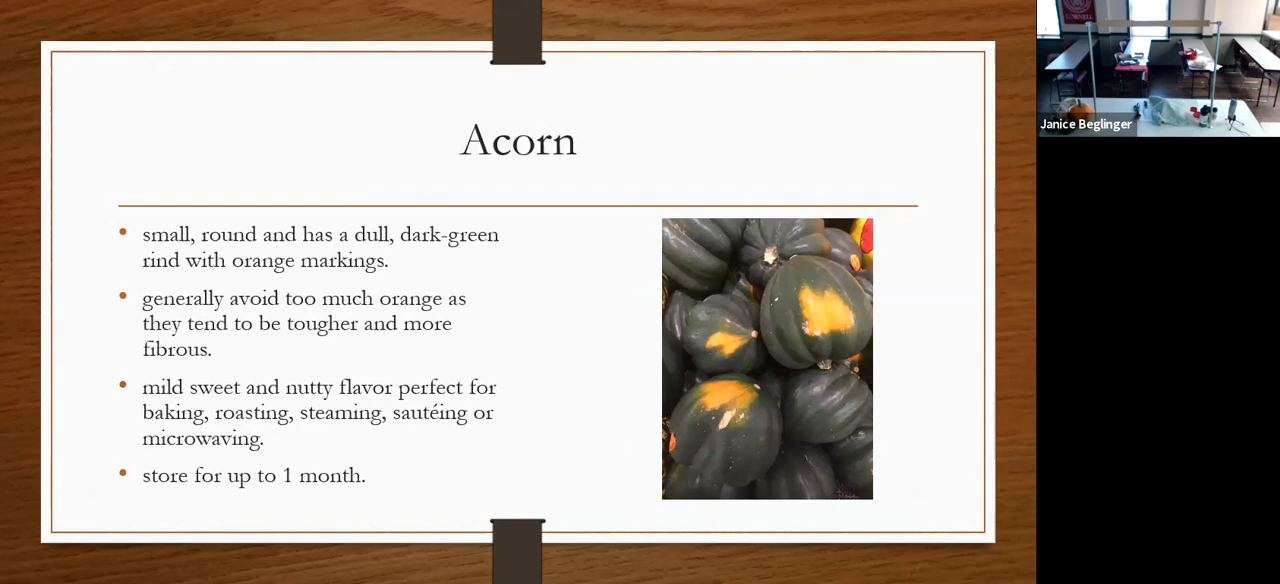 Acorn
small, round and has a dull, dark-green
rind with orange markings.
generally avoid too much orange as
they tend to be tougher and more
fibrous.
mild sweet and nutty flavor perfect for
baking, roasting, steaming, sautéing or
microwaving.
store for up to 1 month.
CORNELL
Janice Beglinger